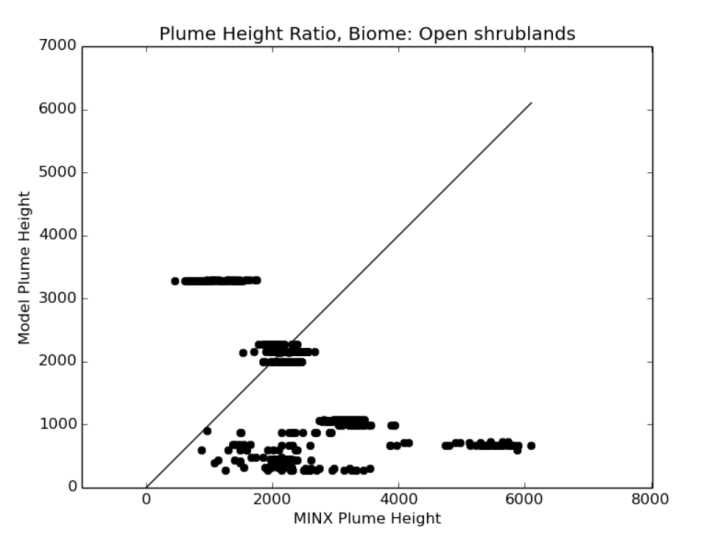 Plume Height Ratio, Biome: Open shrublands
7000
6000
5000
4000
3000
2000
1000
0
Model Plume Height
0 2000 4000 6000 8000
MINX Plume Height